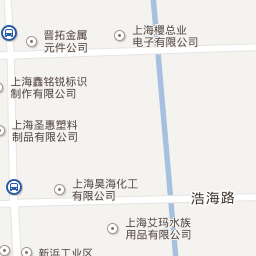 晋拓金属
元件公司
上海稷总业
电子有限公司
上海鑫铭锐标识
制作有限公司
上海圣惠塑料
制品有限公司
上海昊海化工
有限公司
浩海路
上海艾玛水族
用品有限公司
新浜工业区